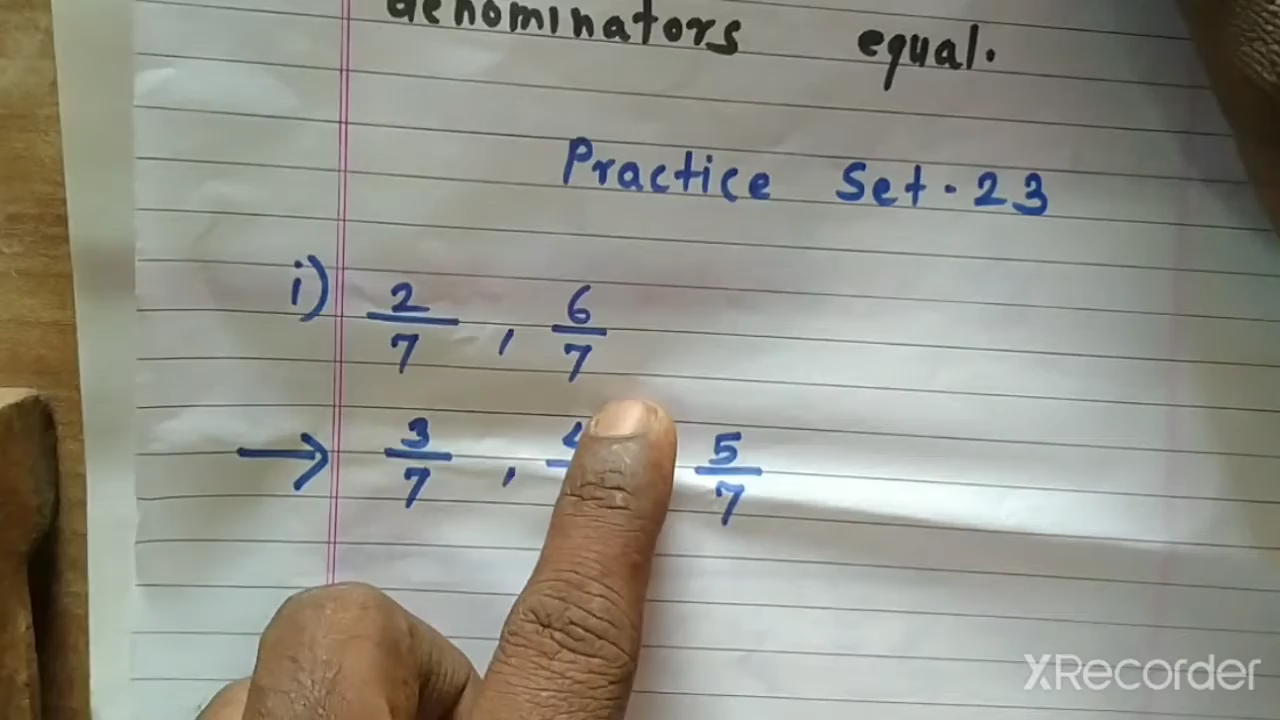 denominators equal.
Practice Set - 23
i) 2/7 , 6/7
→ 3/7 , 5/7
XRecorder